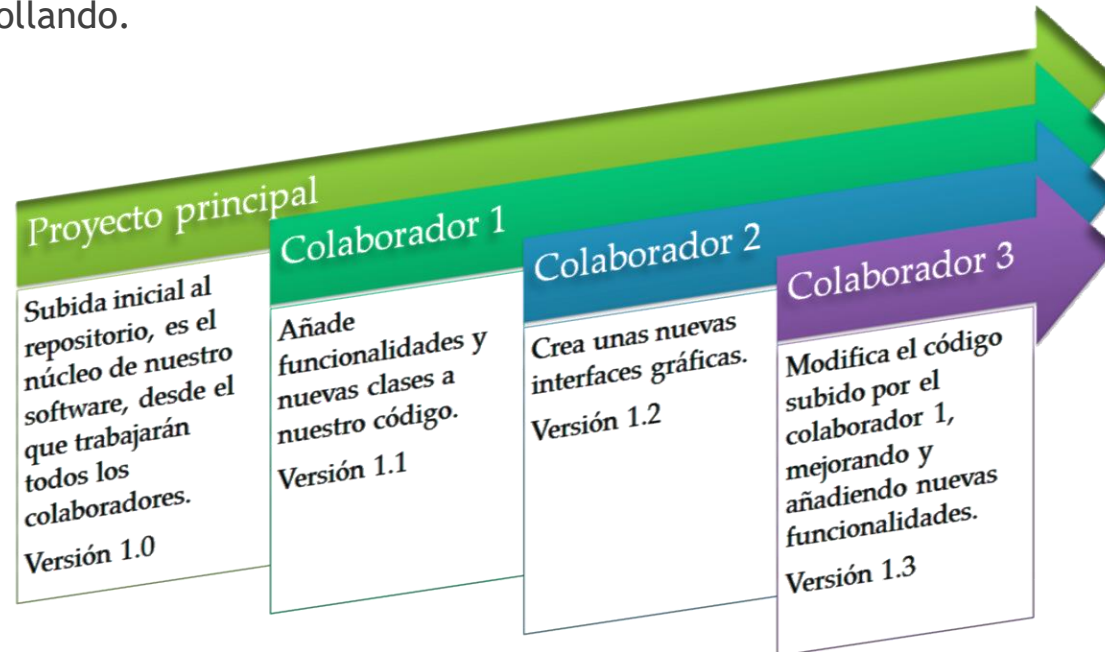 ollando.
Proyecto principal
Subida inicial al
repositorio, es el
núcleo de nuestro
software, desde el
que trabajarán
todos los
colaboradores.
Versión 1.0
Colaborador 1
Añade
funcionalidades y
nuevas clases a
nuestro código.
Versión 1.1
Colaborador 2
Crea unas nuevas
interfaces gráficas.
Versión 1.2
Colaborador 3
Modifica el código
subido por el
colaborador 1,
mejorando y
añadiendo nuevas
funcionalidades.
Versión 1.3